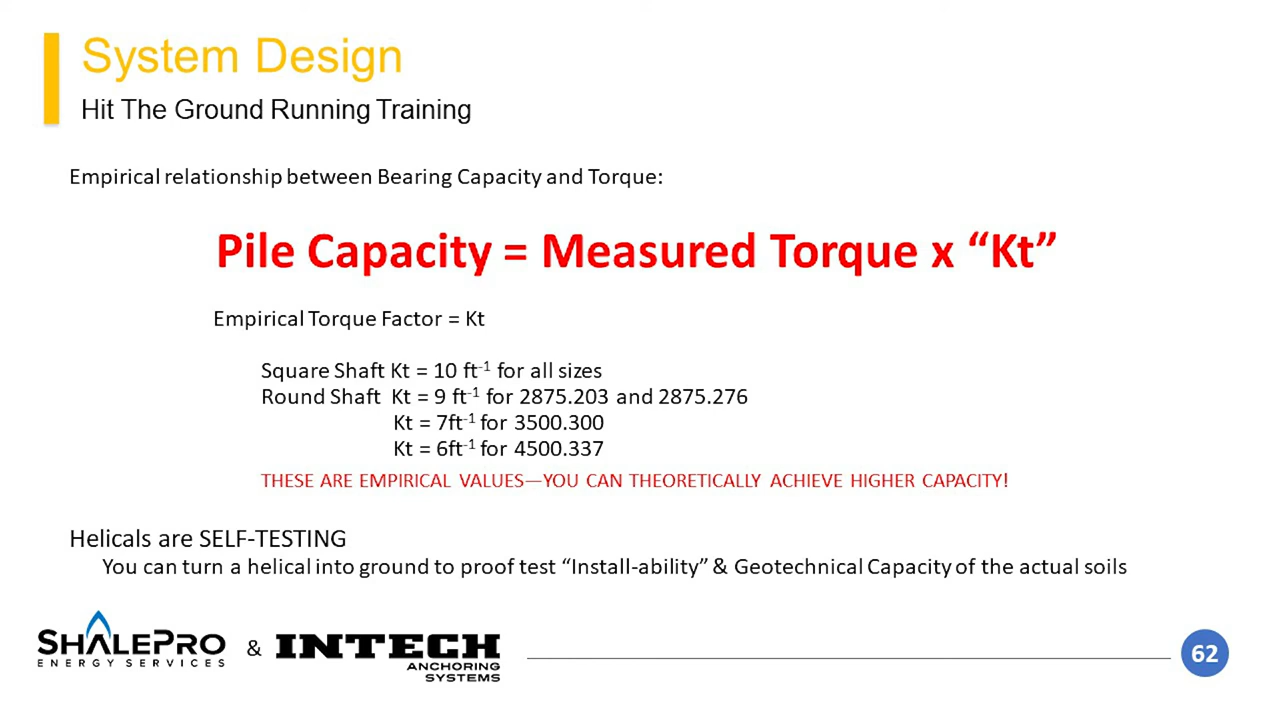 System Design
Hit The Ground Running Training
Empirical relationship between Bearing Capacity and Torque:
Pile Capacity = Measured Torque x “Kt”
Empirical Torque Factor = Kt
Square Shaft Kt = 10 ft⁻¹ for all sizes
Round Shaft Kt = 9 ft⁻¹ for 2875.203 and 2875.276
Kt = 7ft⁻¹ for 3500.300
Kt = 6ft⁻¹ for 4500.337
THESE ARE EMPIRICAL VALUES—YOU CAN THEORETICALLY ACHIEVE HIGHER CAPACITY!
Helicals are SELF-TESTING
You can turn a helical into ground to proof test “Install-ability” & Geotechnical Capacity of the actual soils
SHALEPRO
ENERGY SERVICES
&
INTECH
ANCHORING
SYSTEMS
62